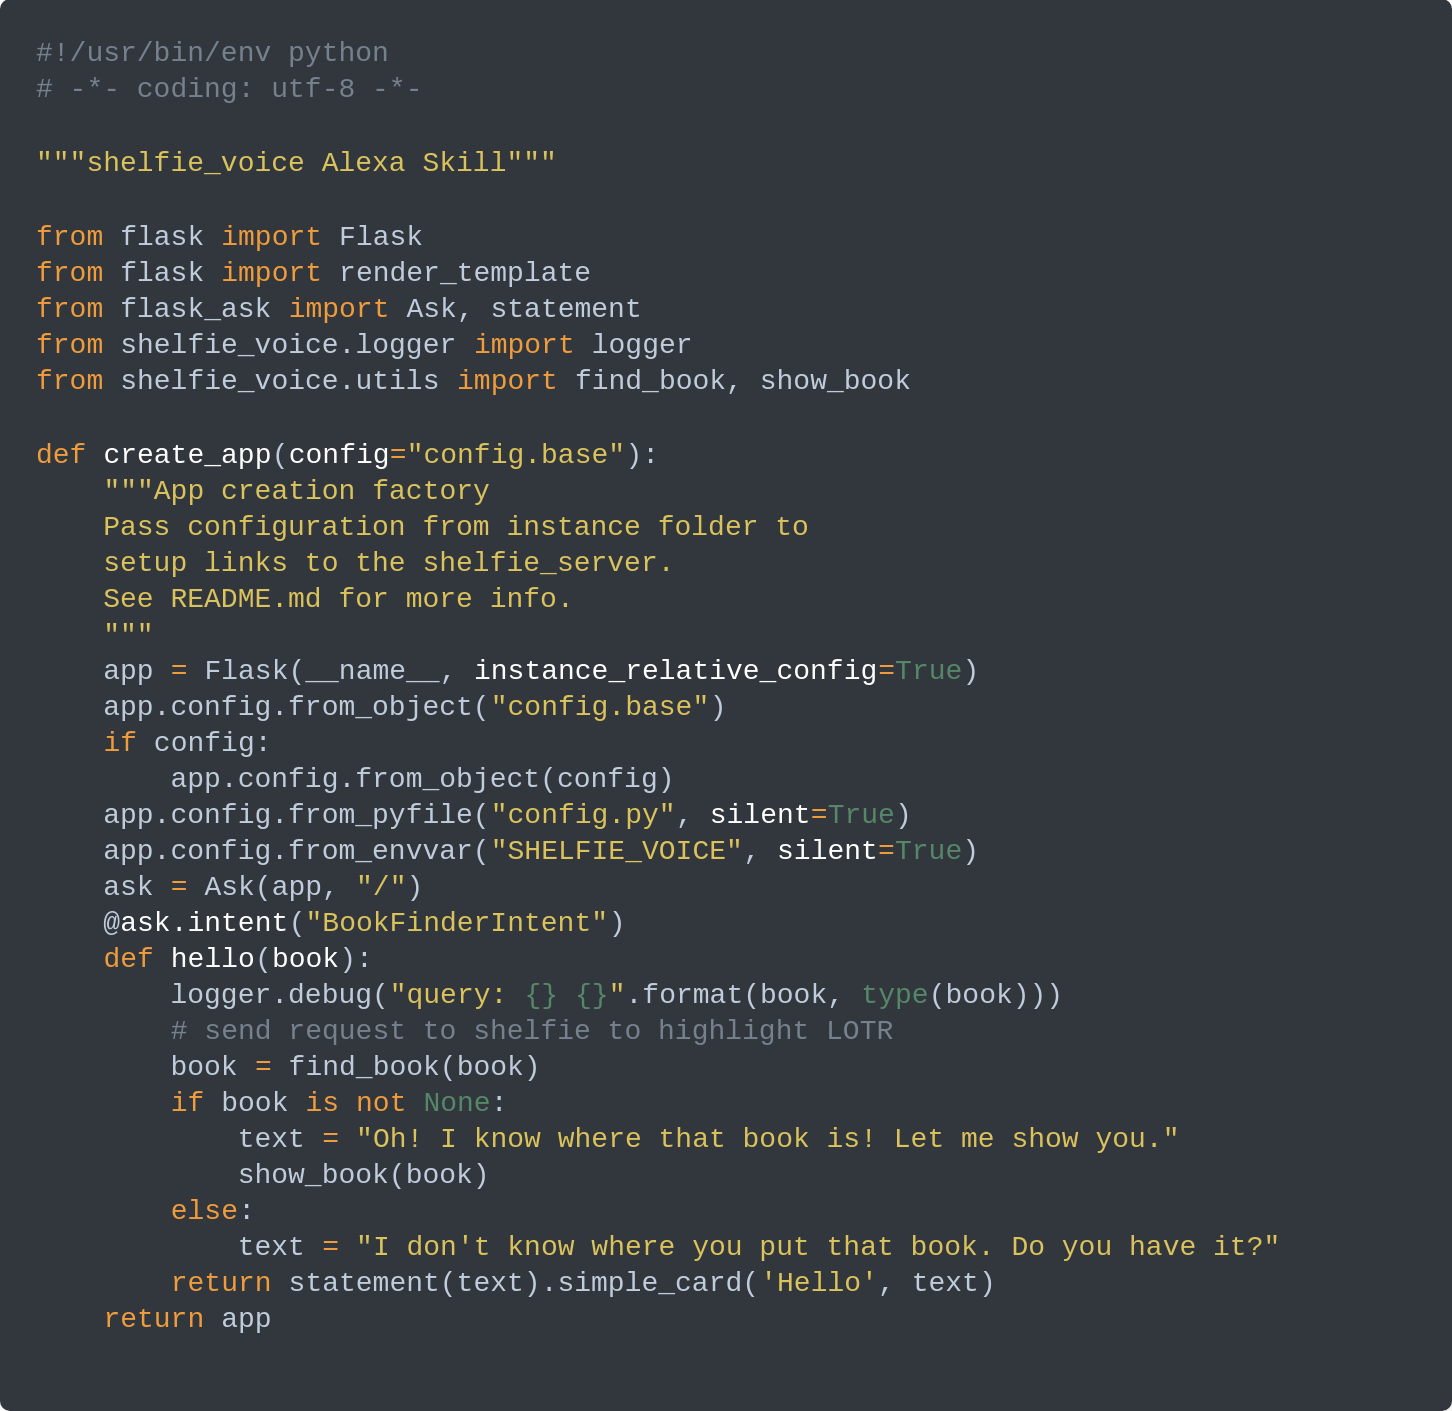 #!/usr/bin/env python
# -*- coding: utf-8 -*-

"""shelfie_voice Alexa Skill"""

from flask import Flask
from flask import render_template
from flask_ask import Ask, statement
from shelfie_voice.logger import logger
from shelfie_voice.utils import find_book, show_book

def create_app(config="config.base"):
    """App creation factory
    Pass configuration from instance folder to
    setup links to the shelfie_server.
    See README.md for more info.
    """
    app = Flask(__name__, instance_relative_config=True)
    app.config.from_object("config.base")
    if config:
        app.config.from_object(config)
    app.config.from_pyfile("config.py", silent=True)
    app.config.from_envvar("SHELFIE_VOICE", silent=True)
    ask = Ask(app, "/")
    @ask.intent("BookFinderIntent")
    def hello(book):
        logger.debug("query: {} {}".format(book, type(book)))
        # send request to shelfie to highlight LOTR
        book = find_book(book)
        if book is not None:
            text = "Oh! I know where that book is! Let me show you."
            show_book(book)
        else:
            text = "I don't know where you put that book. Do you have it?"
        return statement(text).simple_card('Hello', text)
    return app